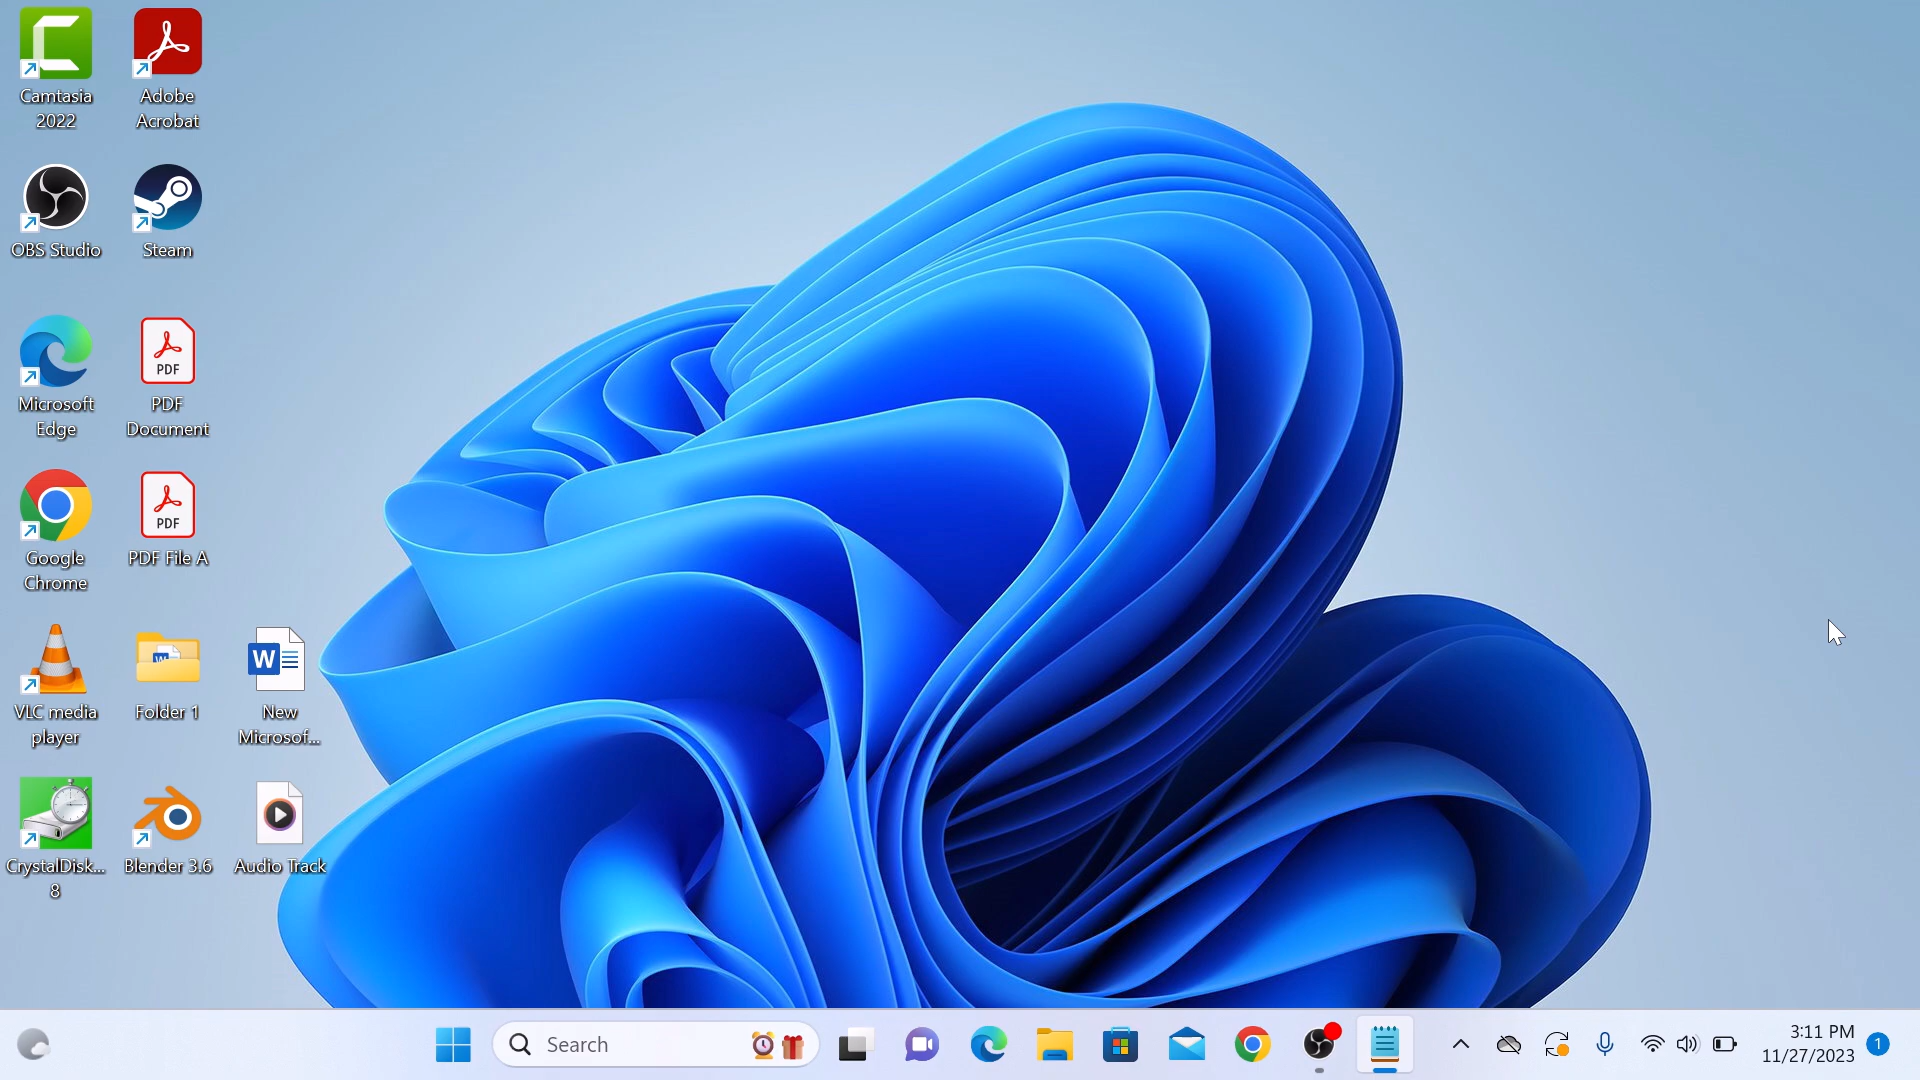 Camtasia
2022
Adobe
Acrobat
OBS Studio
Steam
Microsoft
Edge
PDF
PDF
Document
Google
Chrome
PDF
PDF File A
VLC media
player
Folder 1
W
New
Microsof...
CrystalDisk...
8
Blender 3.6
Audio Track
Search
3:11 PM
11/27/2023
1